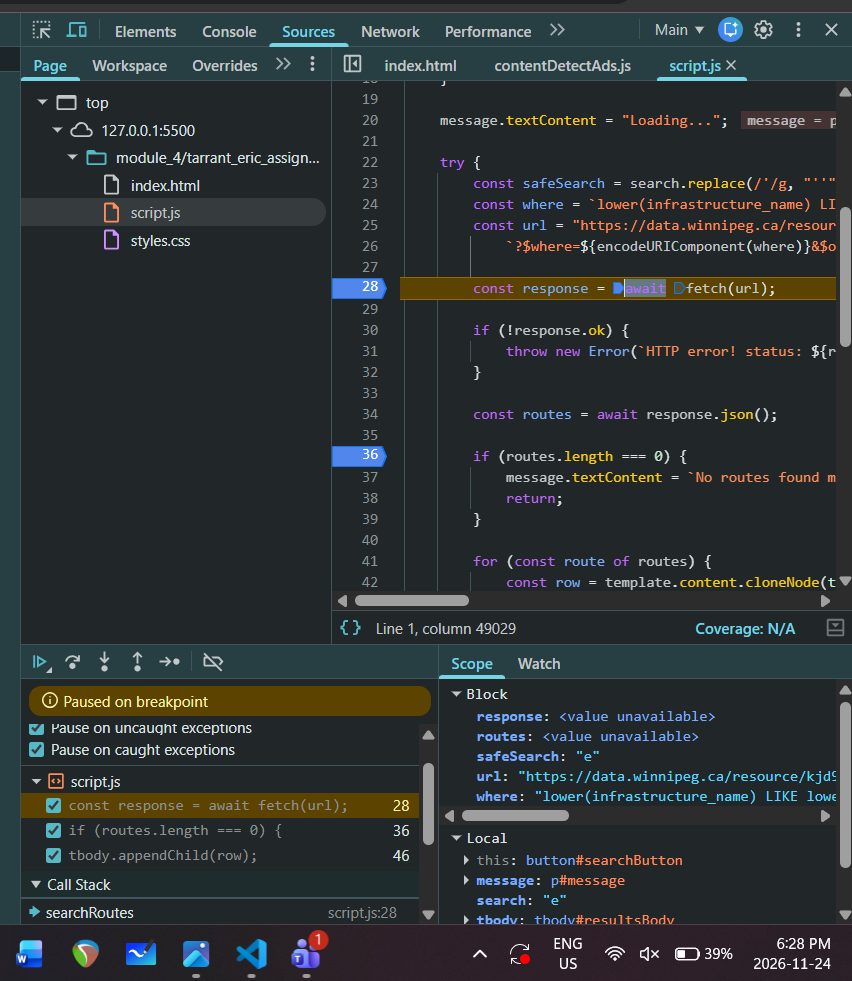 Elements Console Sources Network Performance Main
Page Workspace Overrides index.html contentDetectAds.js script.js
top
127.0.0.1:5500
module_4/tarrant_eric_assign...
index.html
script.js
styles.css
19
20 message.textContent = "Loading..."; message = p
21
22 try {
23 const safeSearch = search.replace(/'/g, "''"
24 const where = `lower(infrastructure_name) LI
25 const url = "https://data.winnipeg.ca/resour
26 `?$where=${encodeURIComponent(where)}&$o
27
28 const response = await fetch(url);
29
30 if (!response.ok) {
31 throw new Error(`HTTP error! status: ${r
32 }
33
34 const routes = await response.json();
35
36 if (routes.length === 0) {
37 message.textContent = `No routes found m
38 return;
39 }
40
41 for (const route of routes) {
42 const row = template.content.cloneNode(t
{} Line 1, column 49029 Coverage: N/A
Paused on breakpoint
Pause on uncaught exceptions
Pause on caught exceptions
script.js
const response = await fetch(url); 28
if (routes.length === 0) { 36
tbody.appendChild(row); 46
Call Stack
searchRoutes script.js:28
Scope Watch
Block
response: <value unavailable>
routes: <value unavailable>
safeSearch: "e"
url: "https://data.winnipeg.ca/resource/kjd9
where: "lower(infrastructure_name) LIKE lowe
Local
this: button#searchButton
message: p#message
search: "e"
tbody: tbody#resultsBody
W 1 ENG US 39% 6:28 PM
2026-11-24